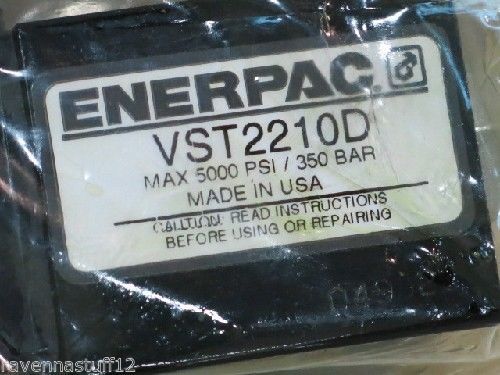 ENERPAC.
VST2210D
MAX 5000 PSI / 350 BAR
MADE IN USA
CAUTION: READ INSTRUCTIONS
BEFORE USING OR REPAIRING
ravennastuff12